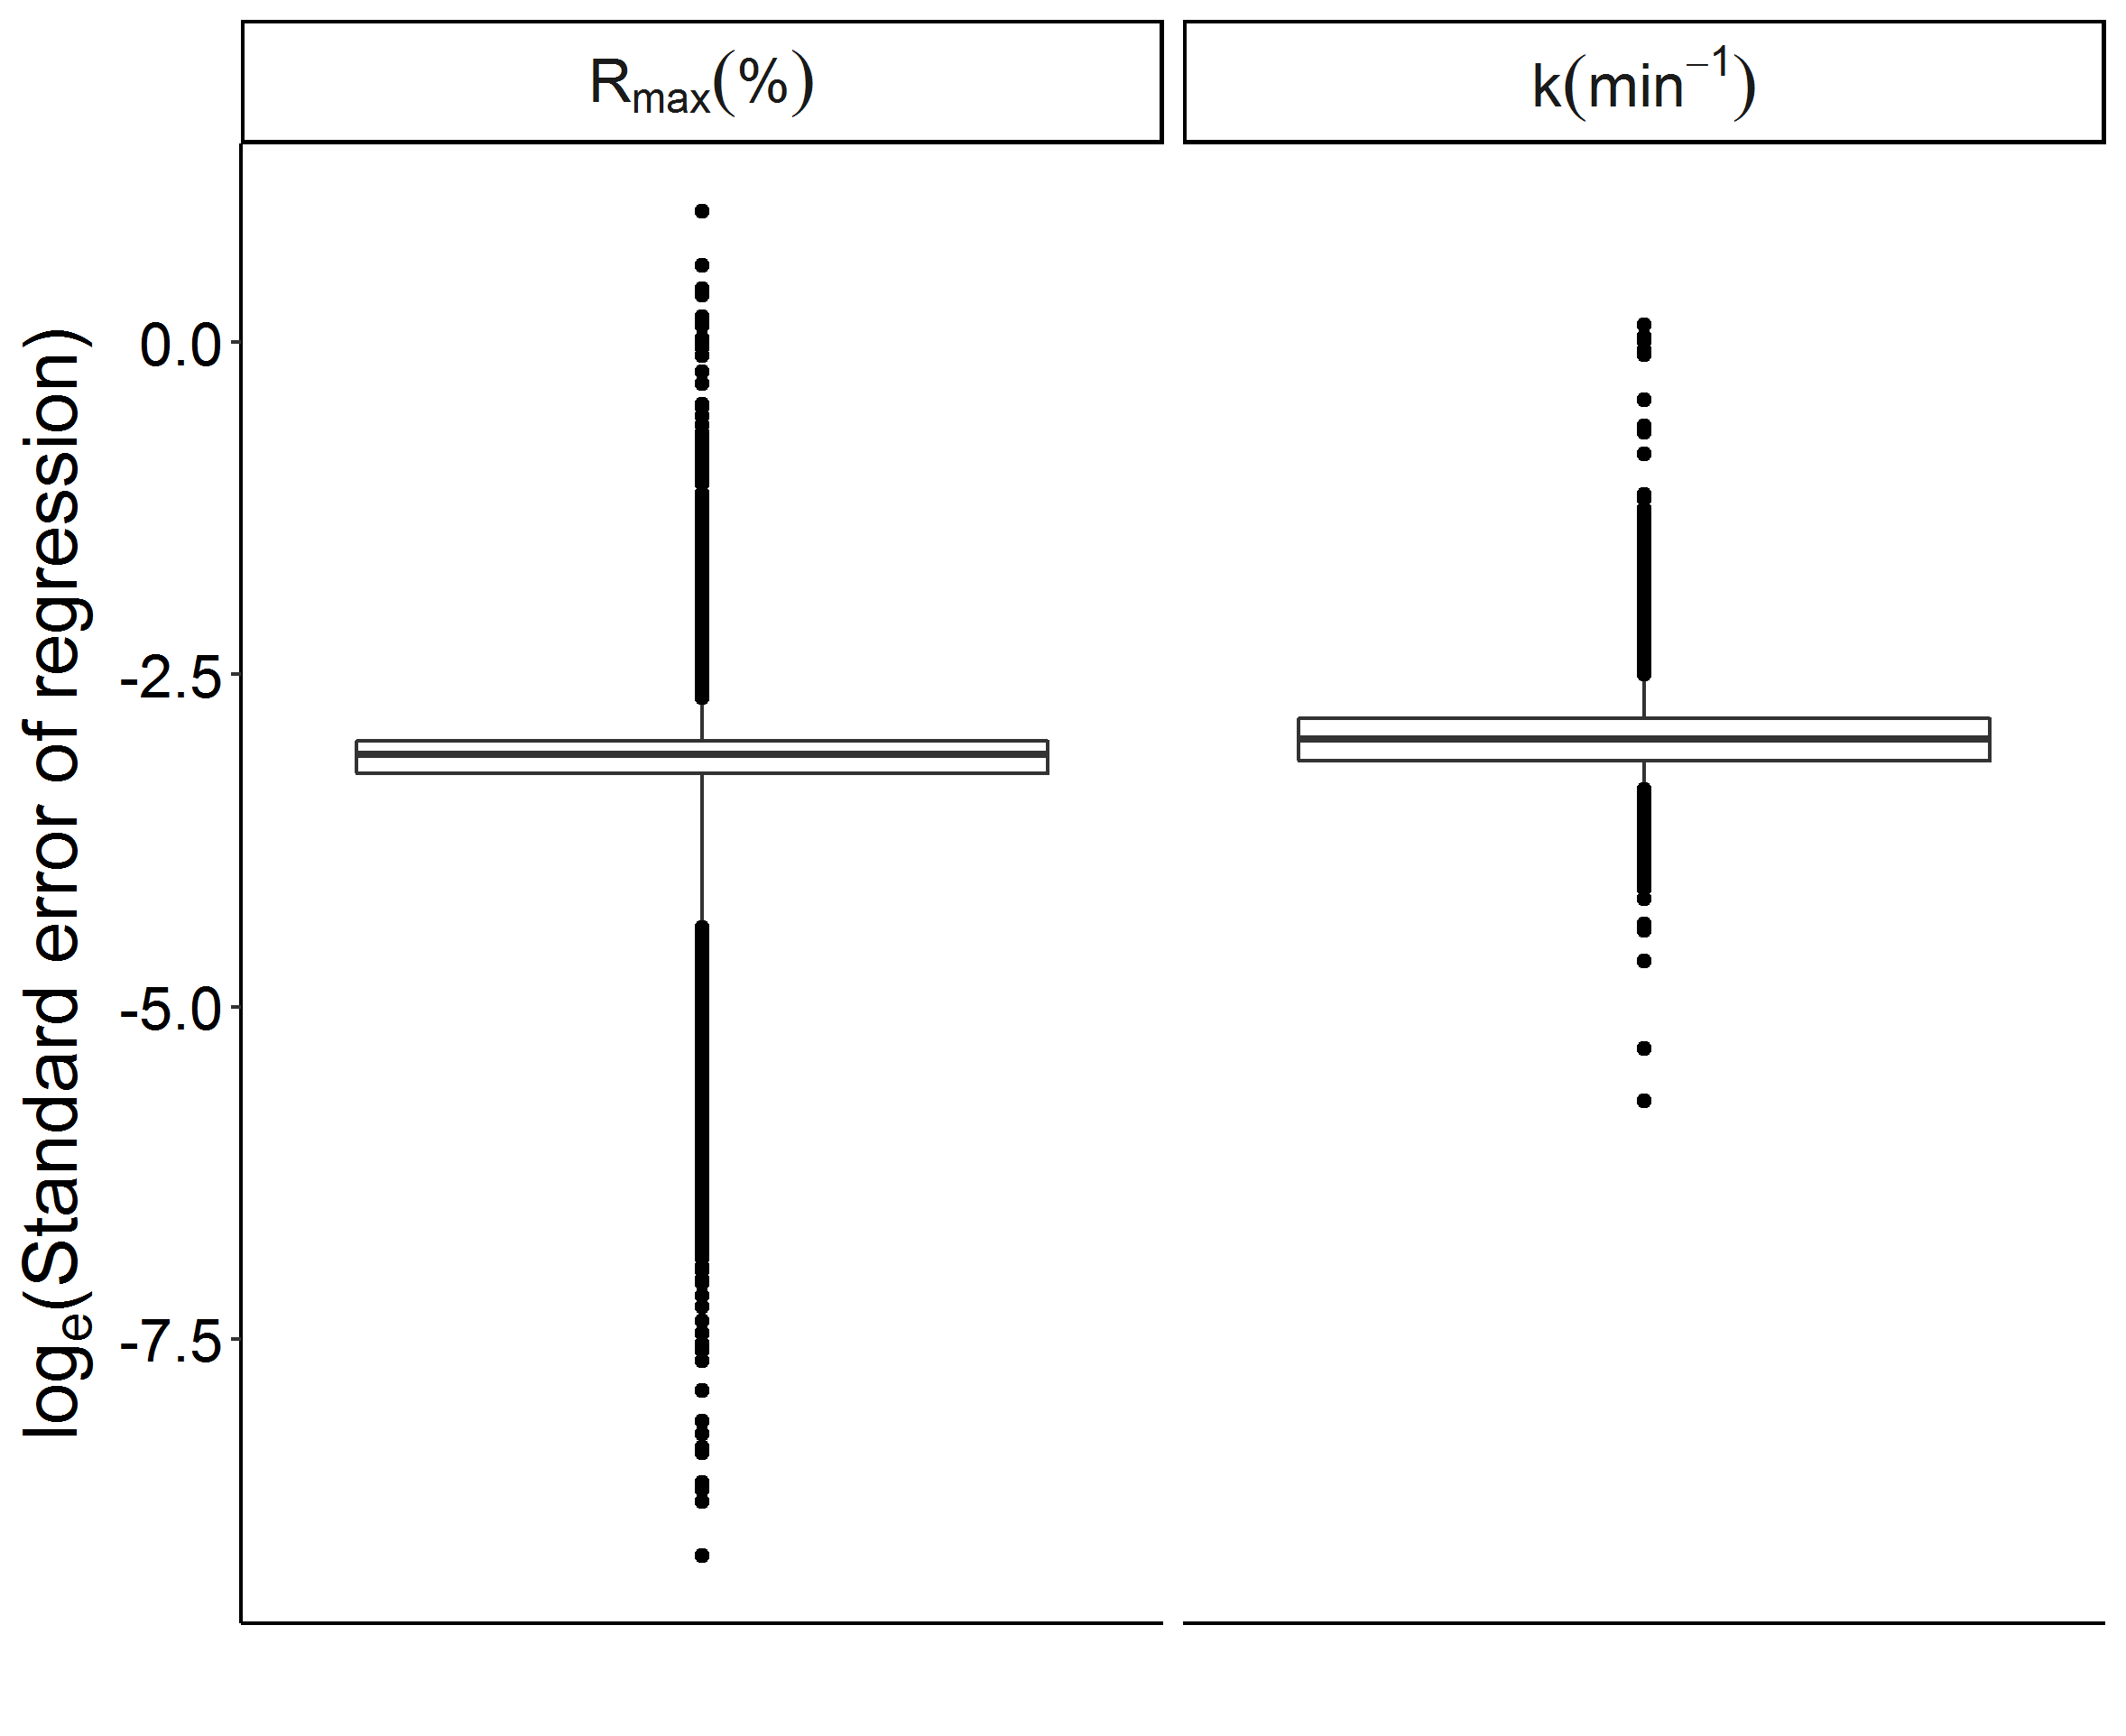 Rmax(%)
k(min⁻¹)
0.0
-2.5
-5.0
-7.5
logₑ(Standard error of regression)